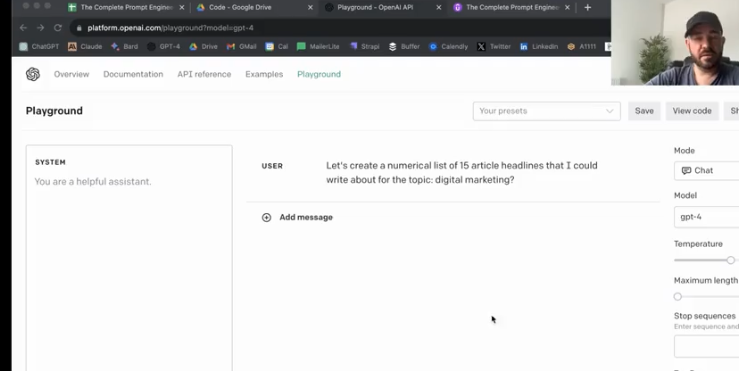 The Complete Prompt Engineer
Code - Google Drive
Playground - OpenAI API
The Complete Prompt Engineer
platform.openai.com/playground?model=gpt-4
ChatGPT
Claude
Bard
GPT-4
Drive
GMail
Cal
MailerLite
Strapi
Buffer
Calendly
Twitter
Linkedin
A1111
Overview
Documentation
API reference
Examples
Playground
Playground
Your presets
Save
View code
Sh
SYSTEM
You are a helpful assistant.
USER
Let's create a numerical list of 15 article headlines that I could
write about for the topic: digital marketing?
Add message
Mode
Chat
Model
gpt-4
Temperature
Maximum length
Stop sequences
Enter sequence and